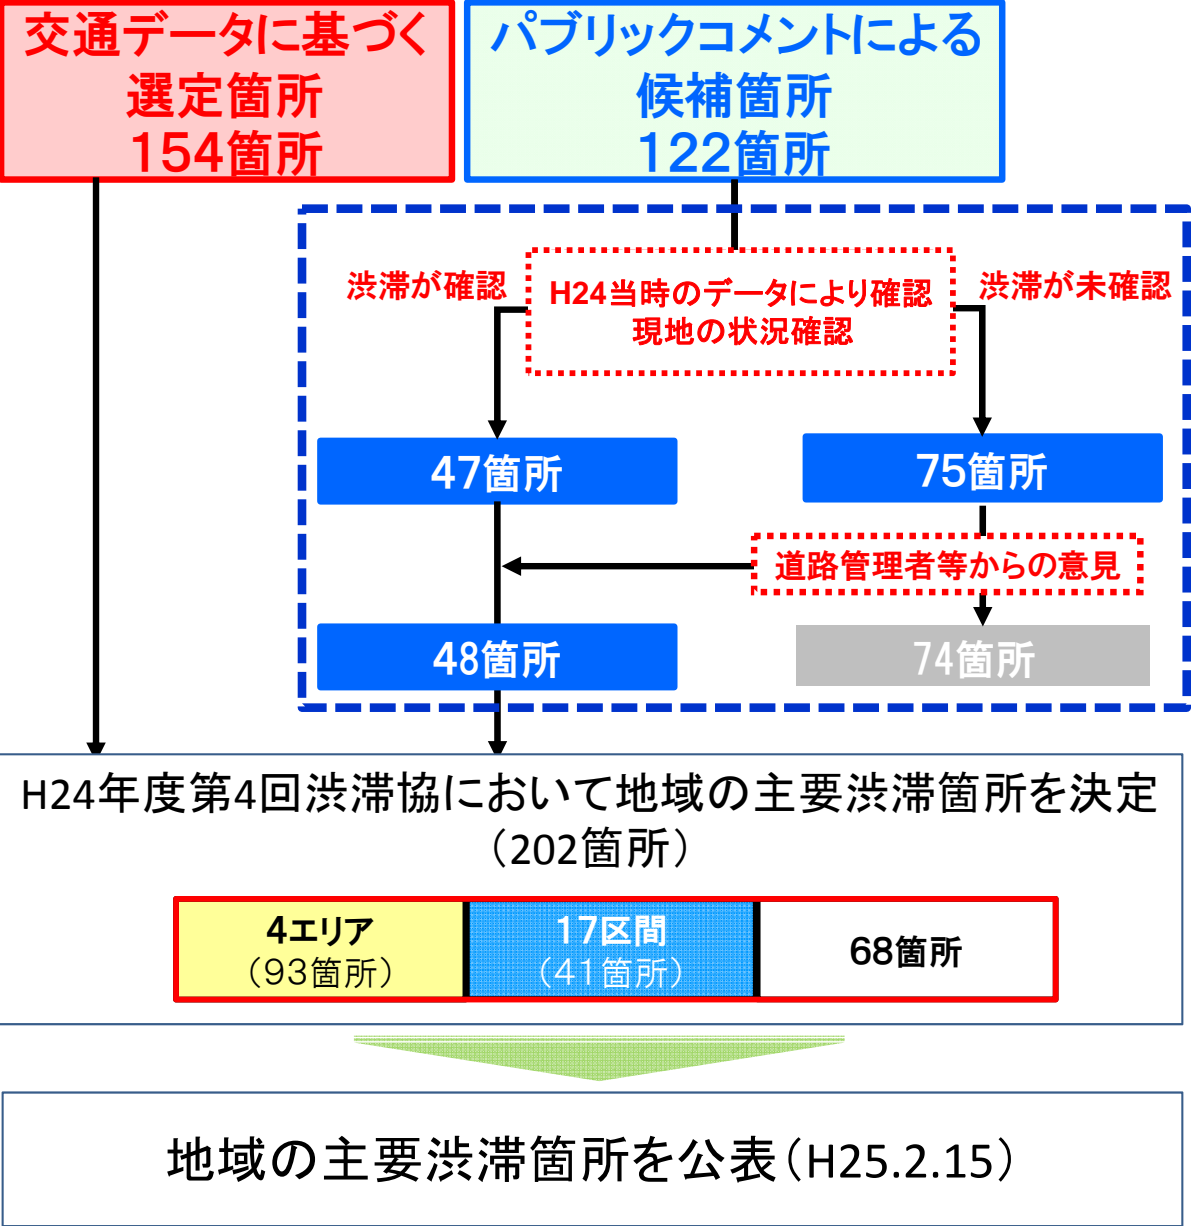 交通データに基づく
選定箇所
154箇所
パブリックコメントによる
候補箇所
122箇所
渋滞が確認
H24当時のデータにより確認
現地の状況確認
渋滞が未確認
47箇所
75箇所
道路管理者等からの意見
48箇所
74箇所
H24年度第4回渋滞協において地域の主要渋滞箇所を決定
（202箇所）
4エリア
（93箇所）
17区間
（41箇所）
68箇所
地域の主要渋滞箇所を公表（H25.2.15）